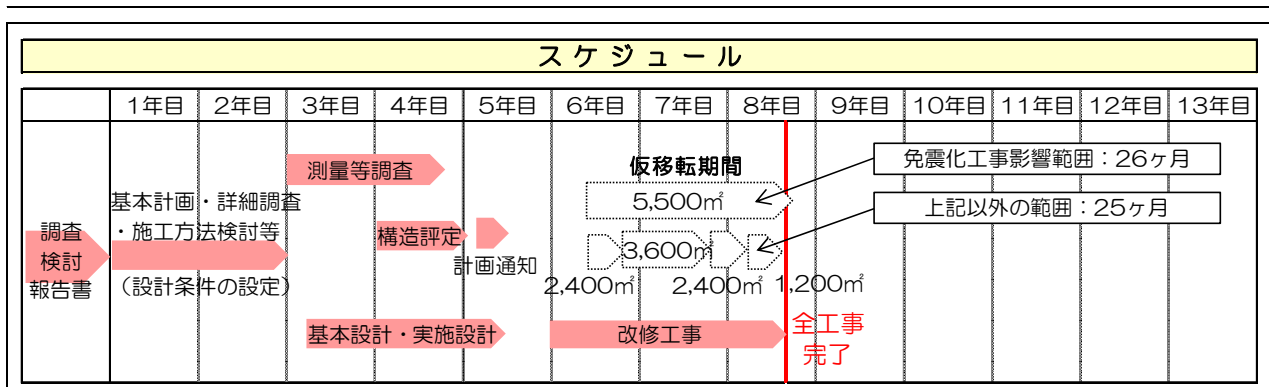 スケジュール
1年目 2年目 3年目 4年目 5年目 6年目 7年目 8年目 9年目 10年目 11年目 12年目 13年目
調査
検討
報告書
基本計画・詳細調査
・施工方法検討等
（設計条件の設定）
測量等調査
構造評定
計画通知
基本設計・実施設計
仮移転期間
5,500㎡
3,600㎡
2,400㎡ 2,400㎡ 1,200㎡
改修工事
全工事
完了
免震化工事影響範囲：26ヶ月
上記以外の範囲：25ヶ月